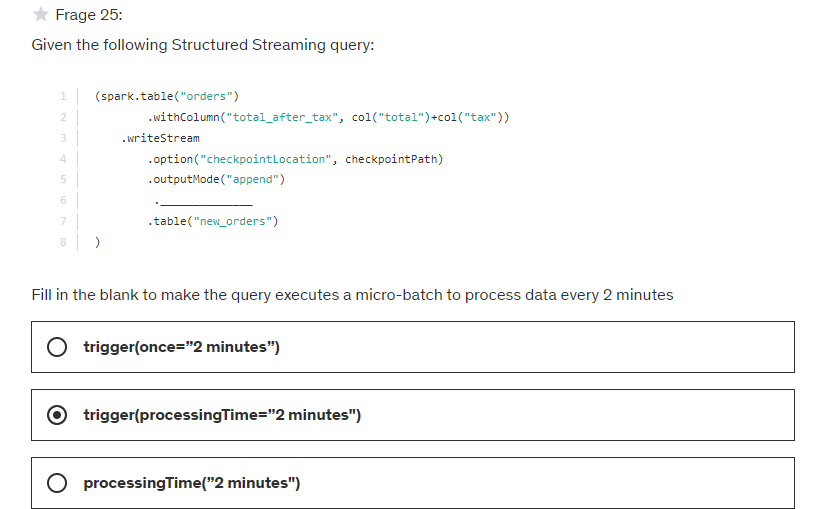 Frage 25:
Given the following Structured Streaming query:
1 (spark.table("orders")
2 .withColumn("total_after_tax", col("total")+col("tax"))
3 .writeStream
4 .option("checkpointLocation", checkpointPath)
5 .outputMode("append")
6 .______________
7 .table("new_orders")
8 )
Fill in the blank to make the query executes a micro-batch to process data every 2 minutes
trigger(once=”2 minutes”)
trigger(processingTime=”2 minutes")
processingTime(”2 minutes")